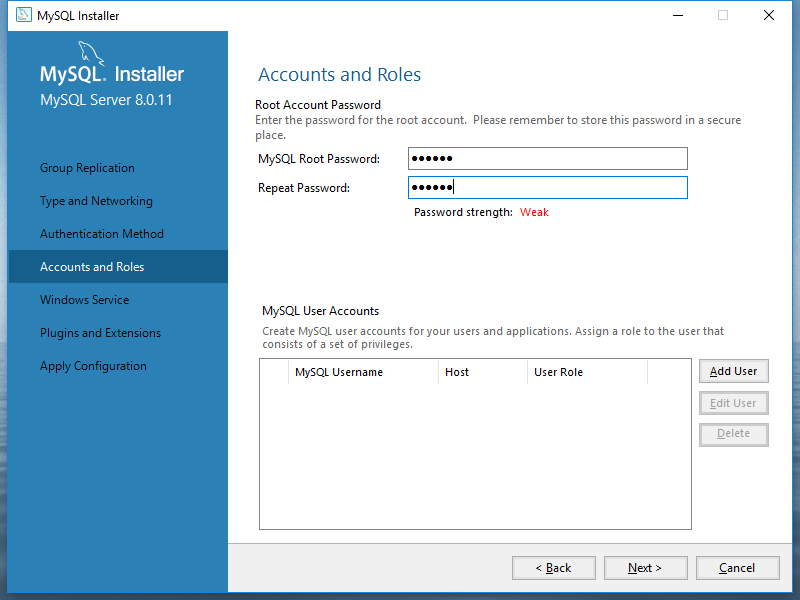 MySQL Installer
MySQL. Installer
MySQL Server 8.0.11
Group Replication
Type and Networking
Authentication Method
Accounts and Roles
Windows Service
Plugins and Extensions
Apply Configuration
Accounts and Roles
Root Account Password
Enter the password for the root account.  Please remember to store this password in a secure
place.
MySQL Root Password: ●●●●●●
Repeat Password: ●●●●●●
Password strength: Weak
MySQL User Accounts
Create MySQL user accounts for your users and applications. Assign a role to the user that
consists of a set of privileges.
MySQL Username Host User Role
Add User
Edit User
Delete
< Back Next > Cancel